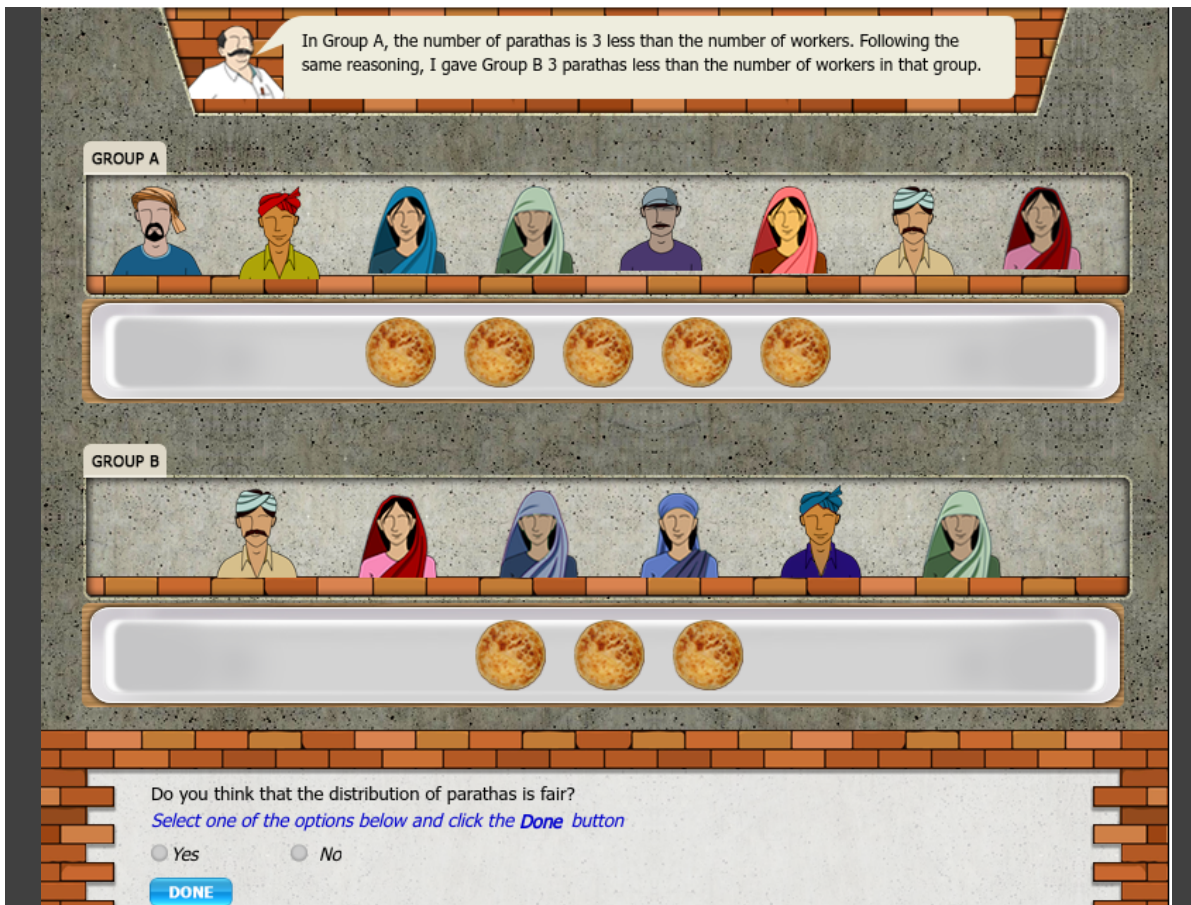 In Group A, the number of parathas is 3 less than the number of workers. Following the
same reasoning, I gave Group B 3 parathas less than the number of workers in that group.
GROUP A
GROUP B
Do you think that the distribution of parathas is fair?
Select one of the options below and click the Done button
Yes No
DONE